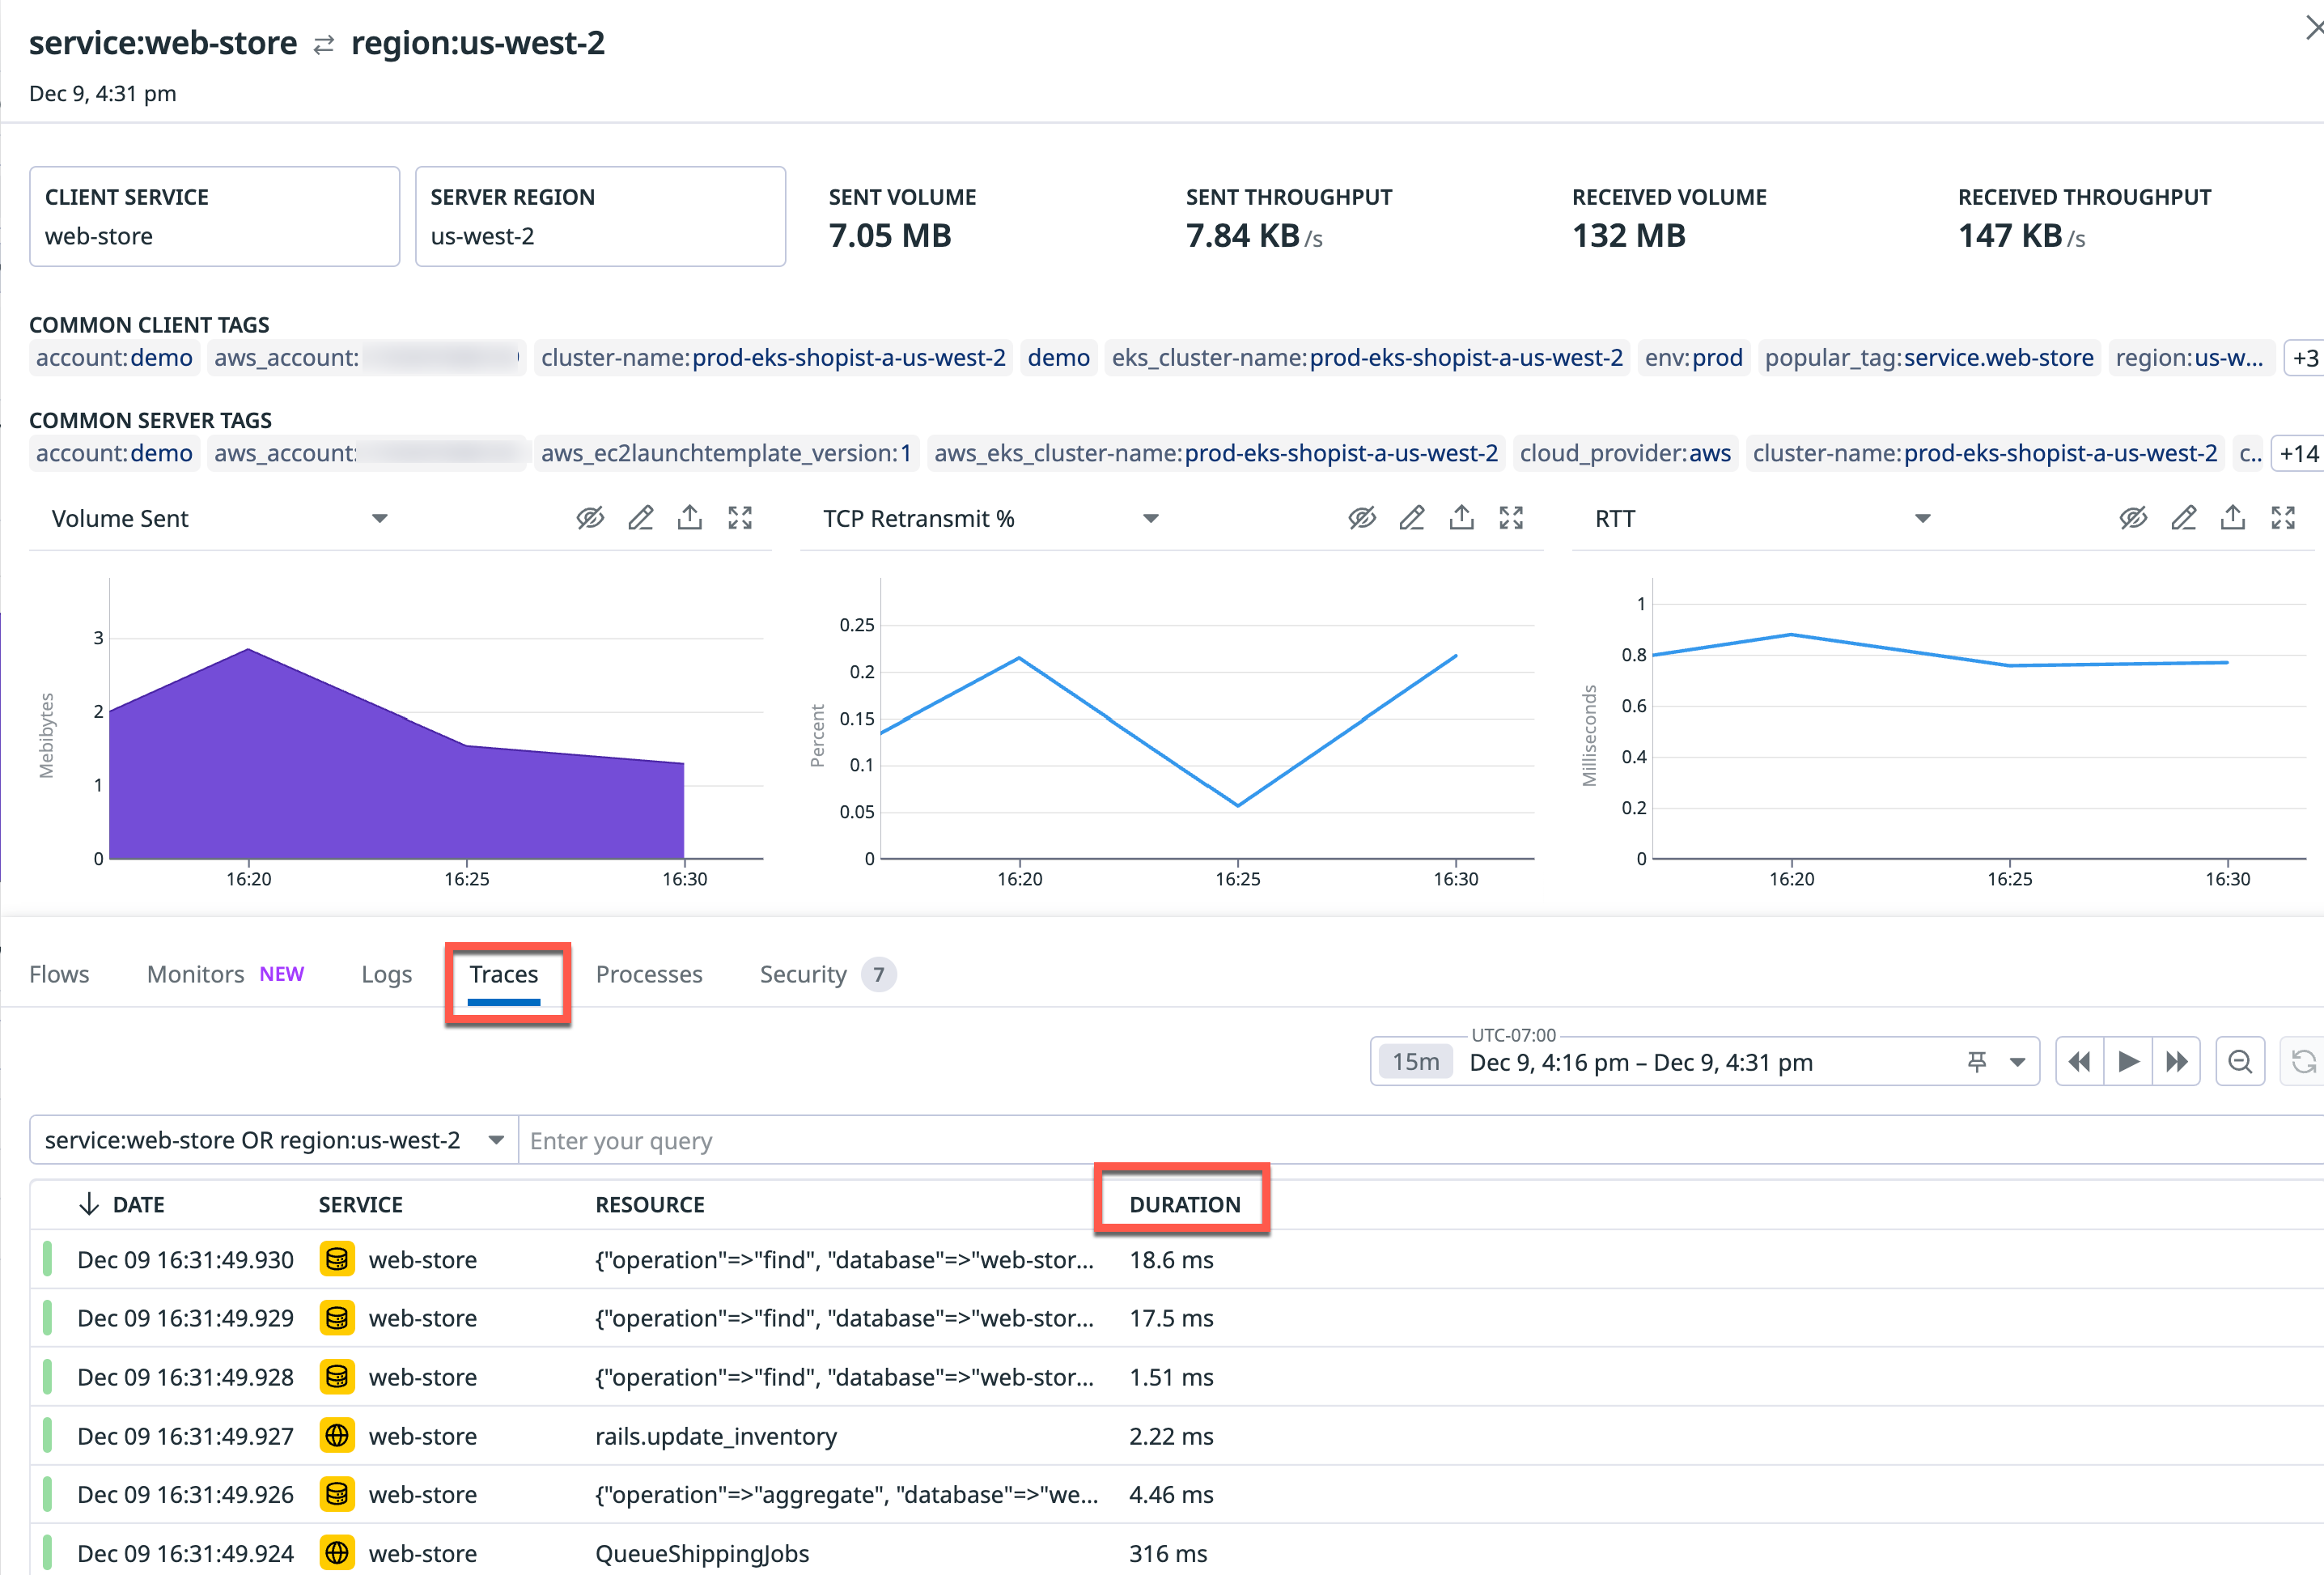 service:web-store ⇄ region:us-west-2
Dec 9, 4:31 pm
CLIENT SERVICE
web-store
SERVER REGION
us-west-2
SENT VOLUME
7.05 MB
SENT THROUGHPUT
7.84 KB/s
RECEIVED VOLUME
132 MB
RECEIVED THROUGHPUT
147 KB/s
COMMON CLIENT TAGS
account:demo aws_account: cluster-name:prod-eks-shopist-a-us-west-2 demo eks_cluster-name:prod-eks-shopist-a-us-west-2 env:prod popular_tag:service.web-store region:us-w... +3
COMMON SERVER TAGS
account:demo aws_account: aws_ec2launchtemplate_version:1 aws_eks_cluster-name:prod-eks-shopist-a-us-west-2 cloud_provider:aws cluster-name:prod-eks-shopist-a-us-west-2 c.. +14
Volume Sent
Mebibytes
3
2
1
0
16:20 16:25 16:30
TCP Retransmit %
Percent
0.25
0.2
0.15
0.1
0.05
0
16:20 16:25 16:30
RTT
Milliseconds
1
0.8
0.6
0.4
0.2
0
16:20 16:25 16:30
Flows Monitors NEW Logs Traces Processes Security 7
UTC-07:00
15m Dec 9, 4:16 pm – Dec 9, 4:31 pm
service:web-store OR region:us-west-2 Enter your query
DATE SERVICE RESOURCE DURATION
Dec 09 16:31:49.930 web-store {"operation"=>"find", "database"=>"web-stor... 18.6 ms
Dec 09 16:31:49.929 web-store {"operation"=>"find", "database"=>"web-stor... 17.5 ms
Dec 09 16:31:49.928 web-store {"operation"=>"find", "database"=>"web-stor... 1.51 ms
Dec 09 16:31:49.927 web-store rails.update_inventory 2.22 ms
Dec 09 16:31:49.926 web-store {"operation"=>"aggregate", "database"=>"we... 4.46 ms
Dec 09 16:31:49.924 web-store QueueShippingJobs 316 ms